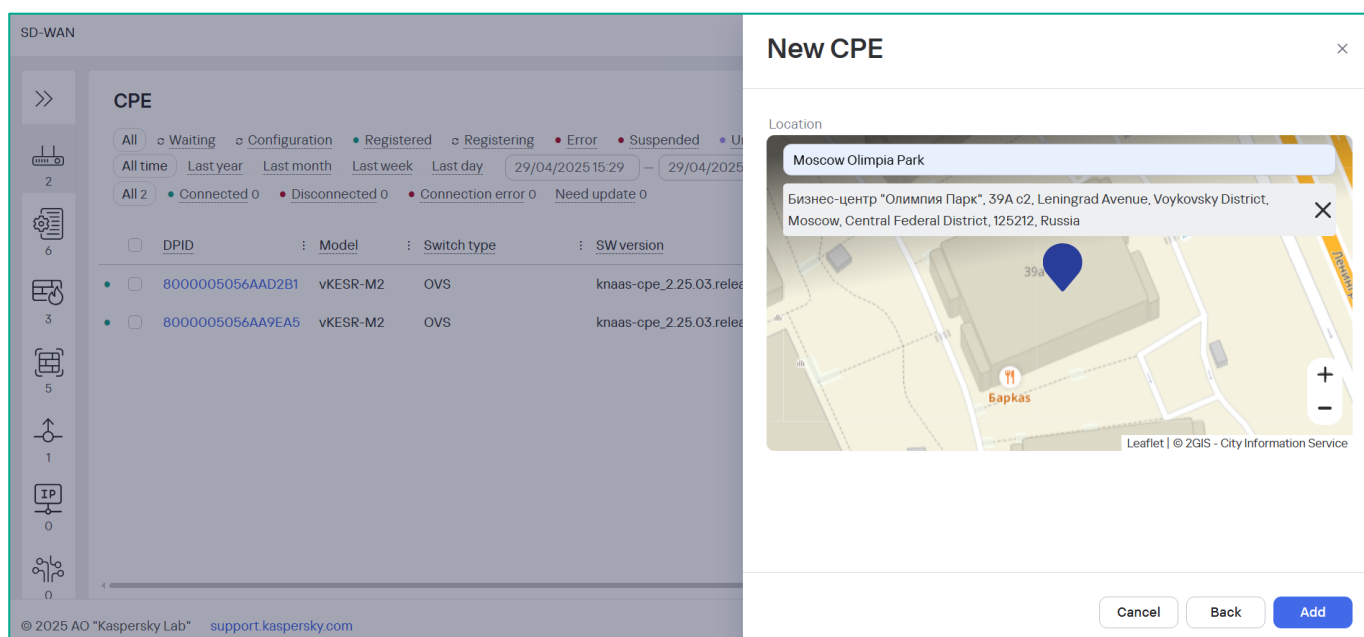 SD-WAN
CPE
All Waiting Configuration Registered Registering Error Suspended
All time Last year Last month Last week Last day 29/04/2025 15:29 — 29/04/2025
All 2 Connected 0 Disconnected 0 Connection error 0 Need update 0
DPID Model Switch type SW version
8000005056AAD2B1 vKESR-M2 OVS knaas-cpe_2.25.03.relea
8000005056AA9EA5 vKESR-M2 OVS knaas-cpe_2.25.03.relea
2
6
3
5
1
IP
0
0
© 2025 AO "Kaspersky Lab" support.kaspersky.com
New CPE
Location
Moscow Olimpia Park
Бизнес-центр "Олимпия Парк", 39А с2, Leningrad Avenue, Voykovsky District,
Moscow, Central Federal District, 125212, Russia
39а
Барkas
Leaflet | © 2GIS - City Information Service
Cancel Back Add